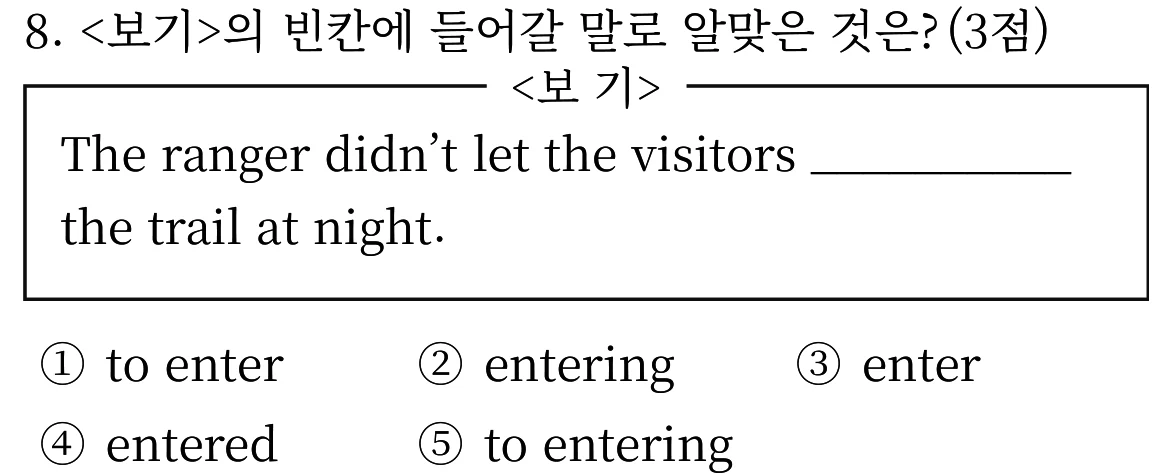 8. <보기>의 빈칸에 들어갈 말로 알맞은 것은?(3점)
<보 기>
The ranger didn’t let the visitors __________
the trail at night.
① to enter ② entering ③ enter
④ entered ⑤ to entering